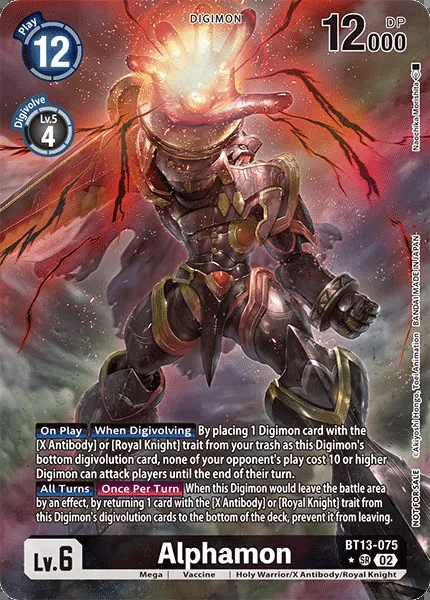 DIGIMON
Play
12
12000
DP
Digivolve
Lv.5
4
Naochika Morishita
©Akiyoshi Hongo, Toei Animation BANDAI MADE IN JAPAN
NOT FOR SALE
On Play When Digivolving By placing 1 Digimon card with the
[X Antibody] or [Royal Knight] trait from your trash as this Digimon's
bottom digivolution card, none of your opponent's play cost 10 or higher
Digimon can attack players until the end of their turn.
All Turns Once Per Turn When this Digimon would leave the battle area
by an effect, by returning 1 card with the [X Antibody] or [Royal Knight] trait from
this Digimon's digivolution cards to the bottom of the deck, prevent it from leaving.
Lv.6
Alphamon
BT13-075
SR 02
Mega Vaccine Holy Warrior/X Antibody/Royal Knight